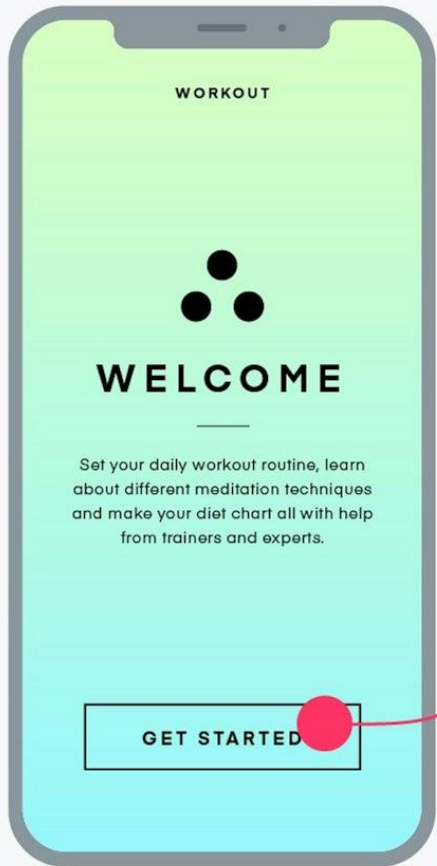 WORKOUT
WELCOME
Set your daily workout routine, learn
about different meditation techniques
and make your diet chart all with help
from trainers and experts.
GET STARTED